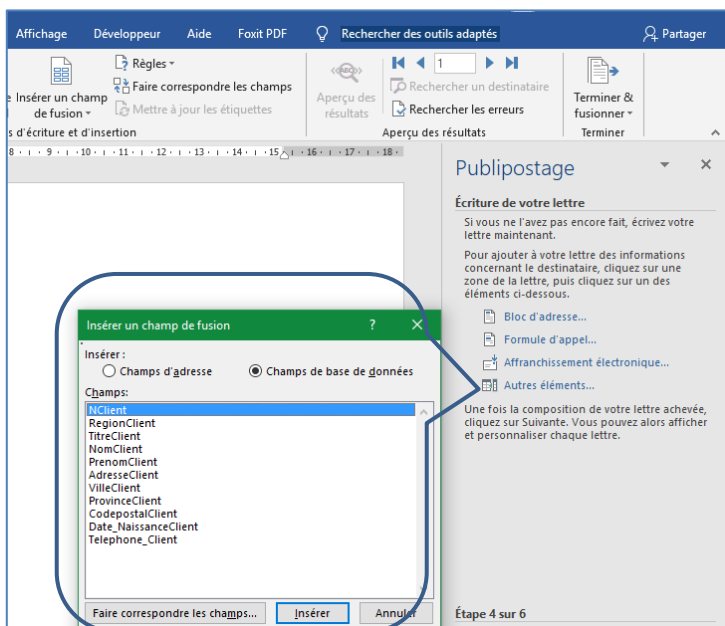 Affichage Développeur Aide Foxit PDF Rechercher des outils adaptés Partager
Règles
Insérer un champ de fusion
Faire correspondre les champs
Mettre à jour les étiquettes
s d'écriture et d'insertion
Aperçu des résultats
1
Rechercher un destinataire
Rechercher les erreurs
Aperçu des résultats
Terminer & fusionner
Terminer
8 9 10 11 12 13 14 15 16 17 18
Publipostage
Écriture de votre lettre
Si vous ne l'avez pas encore fait, écrivez votre
lettre maintenant.
Pour ajouter à votre lettre des informations
concernant le destinataire, cliquez sur une
zone de la lettre, puis cliquez sur un des
éléments ci-dessous.
Bloc d'adresse...
Formule d'appel...
Affranchissement électronique...
Autres éléments...
Une fois la composition de votre lettre achevée,
cliquez sur Suivante. Vous pouvez alors afficher
et personnaliser chaque lettre.
Étape 4 sur 6
Insérer un champ de fusion ?
Insérer :
Champs d'adresse Champs de base de données
Champs:
NClient
RegionClient
TitreClient
NomClient
PrenomClient
AdresseClient
VilleClient
ProvinceClient
CodepostalClient
Date_NaissanceClient
Telephone_Client
Faire correspondre les champs... Insérer Annuler